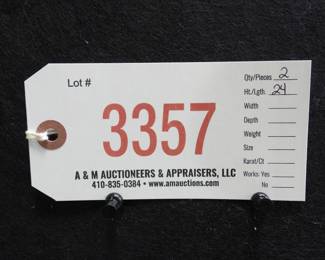 Lot #
3357
A & M AUCTIONEERS & APPRAISERS, LLC
410-835-0384 • www.amauctions.com
Qty/Pieces 2
Ht./Lgth. 24
Width
Depth
Weight
Size
Karat/Ct
Works: Yes
No